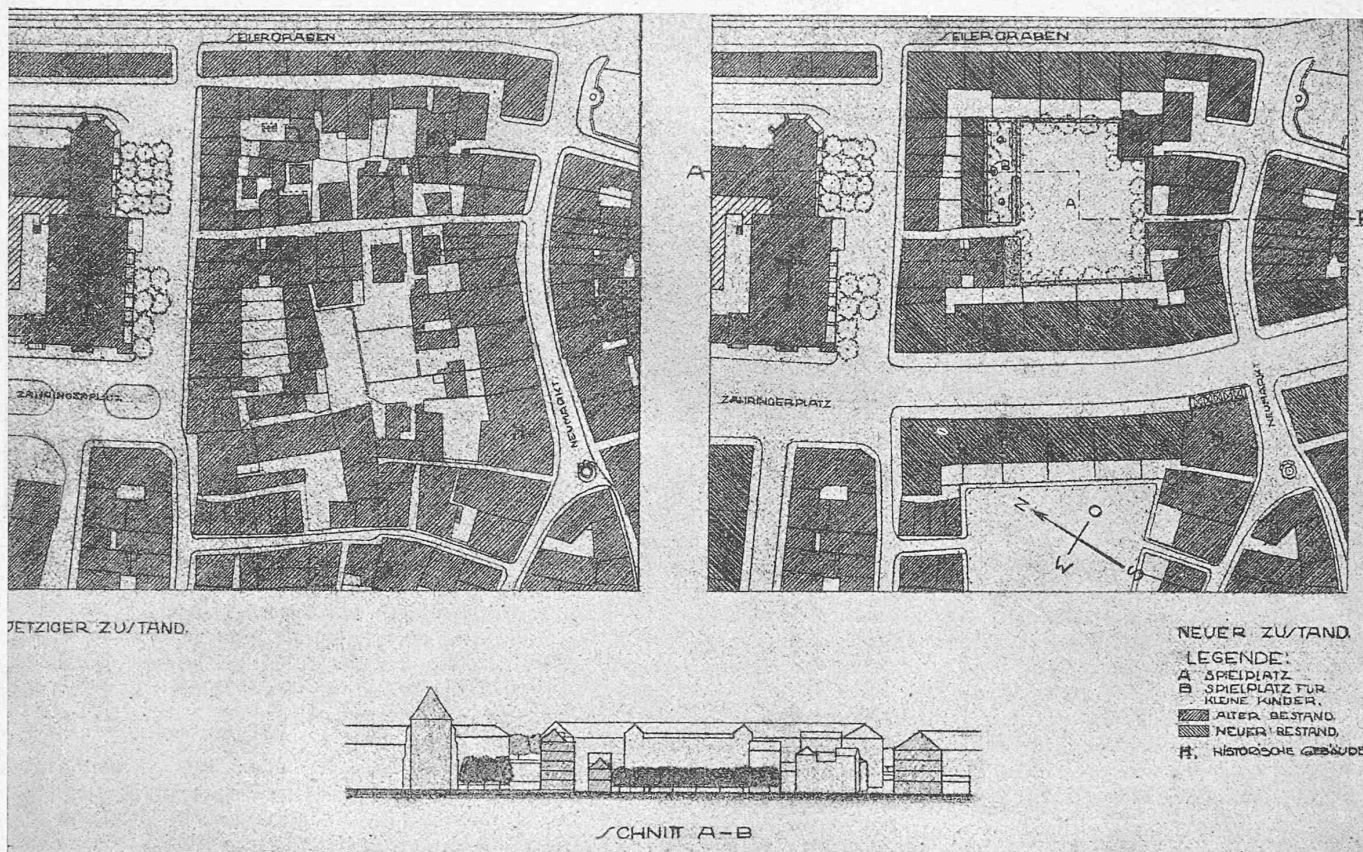 SEILERGRABEN
ZÄHRINGERPLATZ
NEUMARKT
H
JETZIGER ZUSTAND.
SEILERGRABEN
A
A
B
ZÄHRINGERPLATZ
NEUMARKT
H
N
O
W
S
NEUER ZUSTAND.
LEGENDE:
A SPIELPLATZ
B SPIELPLATZ FÜR
KLEINE KINDER.
ALTER BESTAND.
NEUER BESTAND.
H. HISTORISCHE GEBÄUDE
SCHNITT A-B